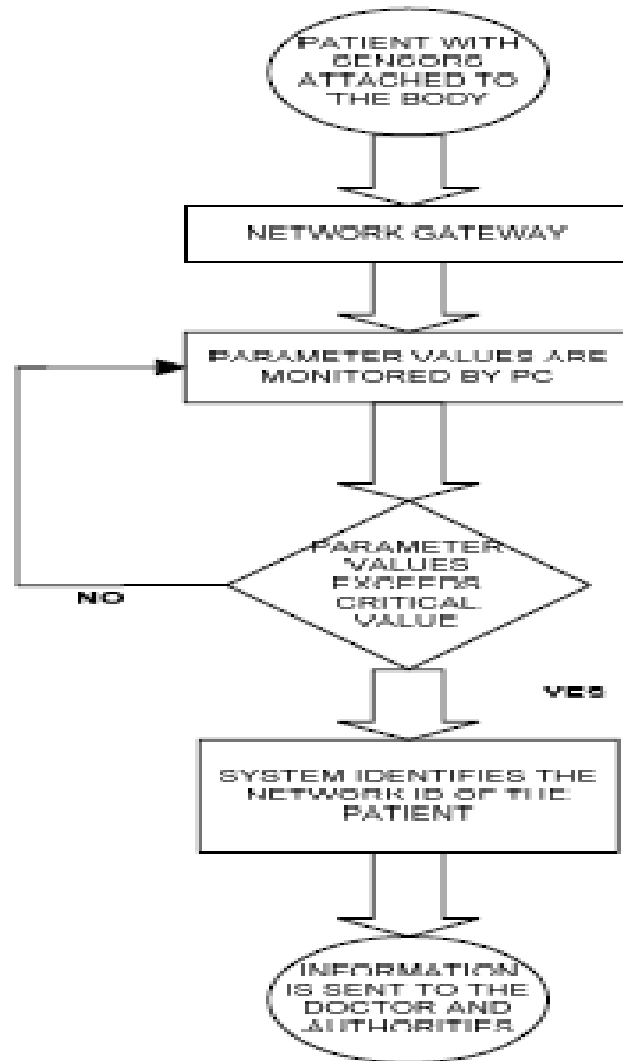 PATIENT WITH
SENSORS
ATTACHED TO
THE BODY
NETWORK GATEWAY
PARAMETER VALUES ARE
MONITORED BY PC
PARAMETER
VALUES
EXCEEDS
CRITICAL
VALUE
NO
YES
SYSTEM IDENTIFIES THE
NETWORK ID OF THE
PATIENT
INFORMATION
IS SENT TO THE
DOCTOR AND
AUTHORITIES